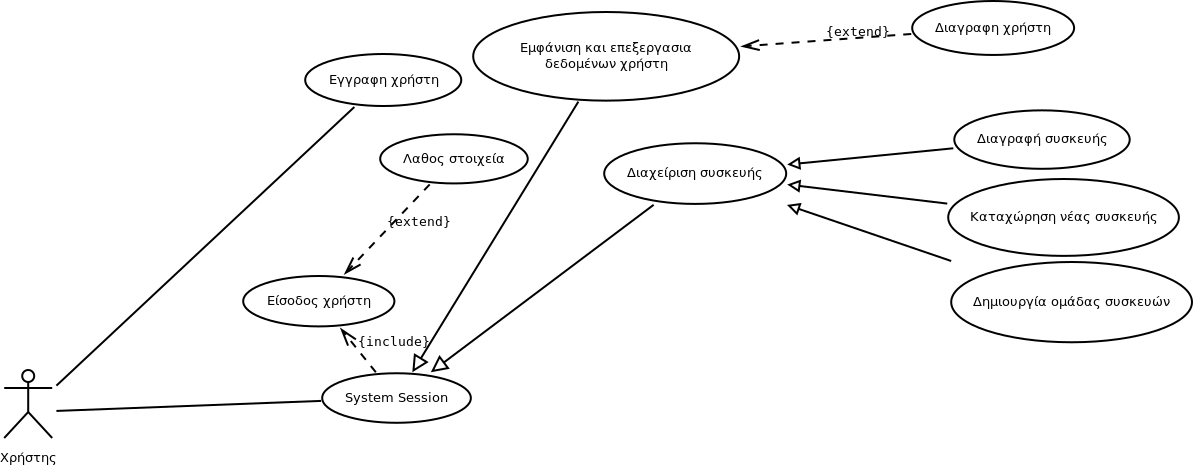 {extend}
Διαγραφη χρήστη
Εμφάνιση και επεξεργασια
δεδομένων χρήστη
Εγγραφη χρήστη
Λαθος στοιχεία
Διαχείριση συσκευής
Διαγραφή συσκευής
{extend}
Καταχώρηση νέας συσκευής
Είσοδος χρήστη
Δημιουργία ομάδας συσκευών
{include}
System Session
Χρήστης